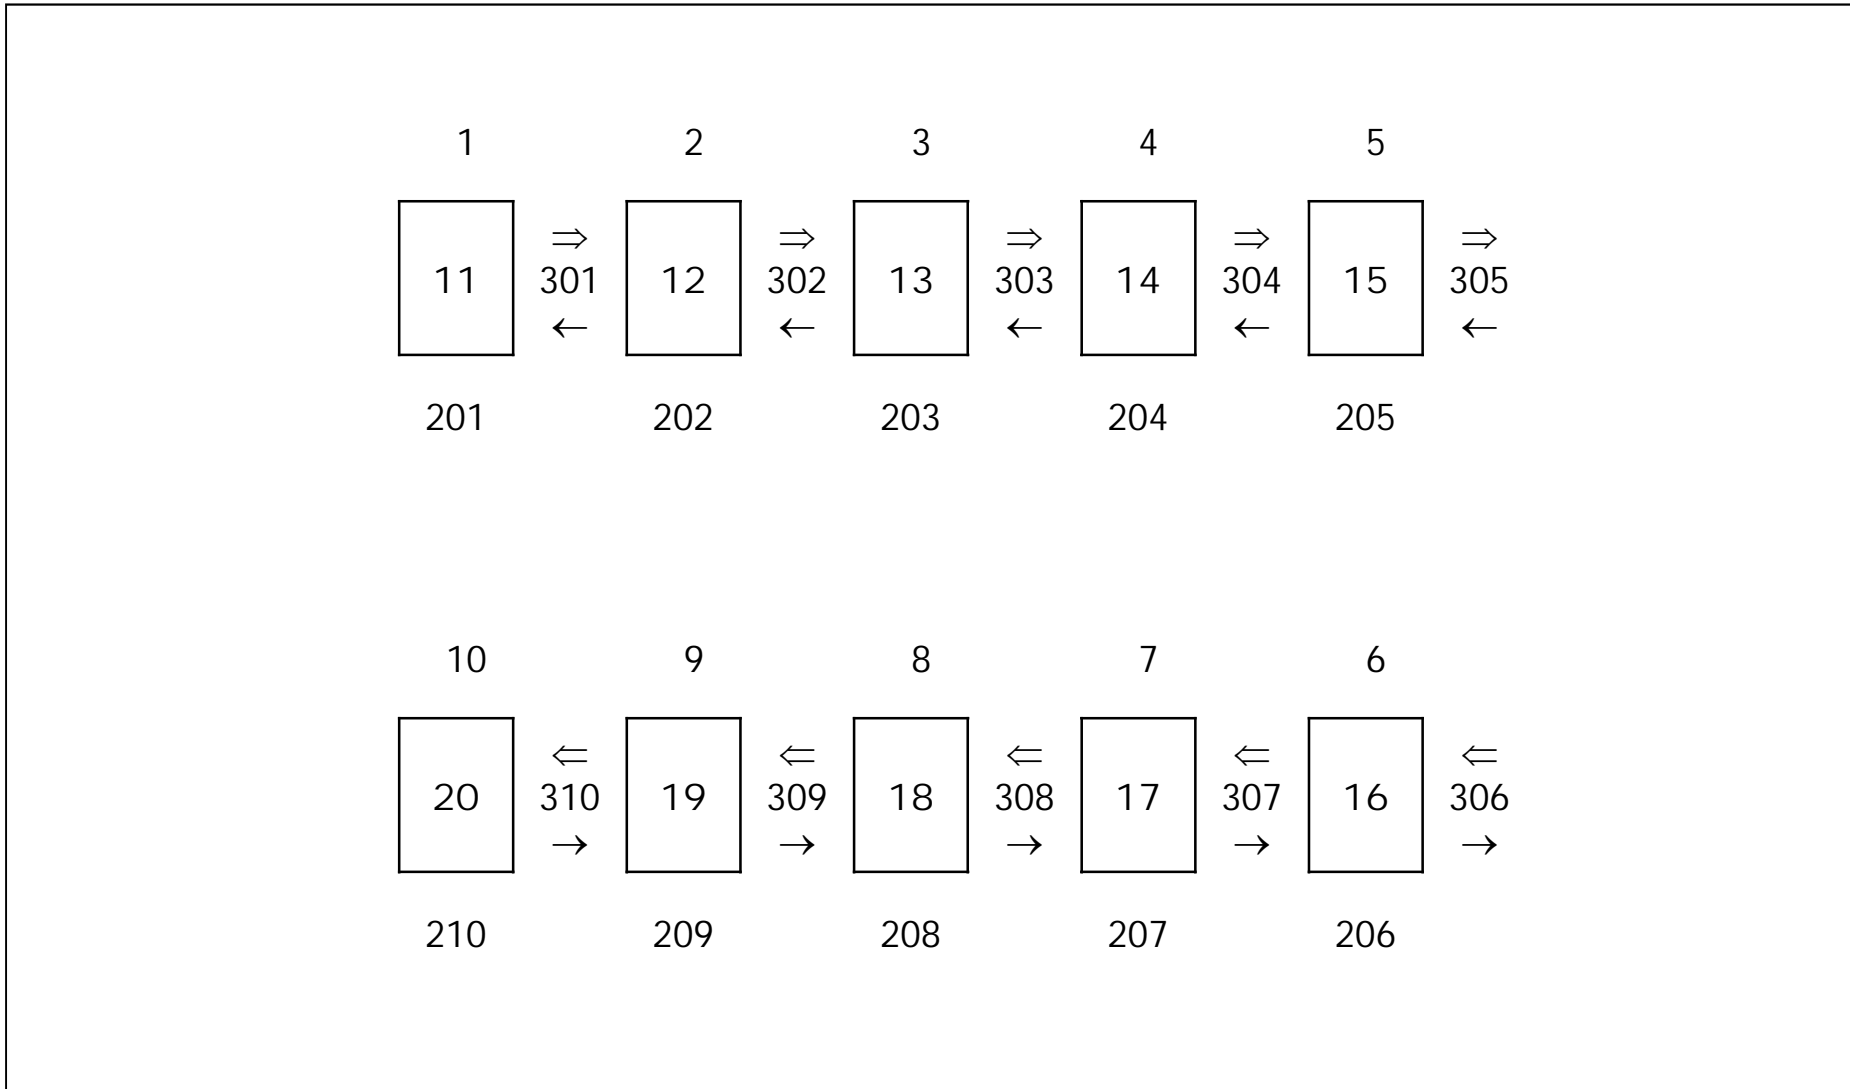 1 2 3 4 5
⇒ ⇒ ⇒ ⇒ ⇒
11 301 12 302 13 303 14 304 15 305
← ← ← ← ←
201 202 203 204 205
10 9 8 7 6
⇐ ⇐ ⇐ ⇐ ⇐
20 310 19 309 18 308 17 307 16 306
→ → → → →
210 209 208 207 206